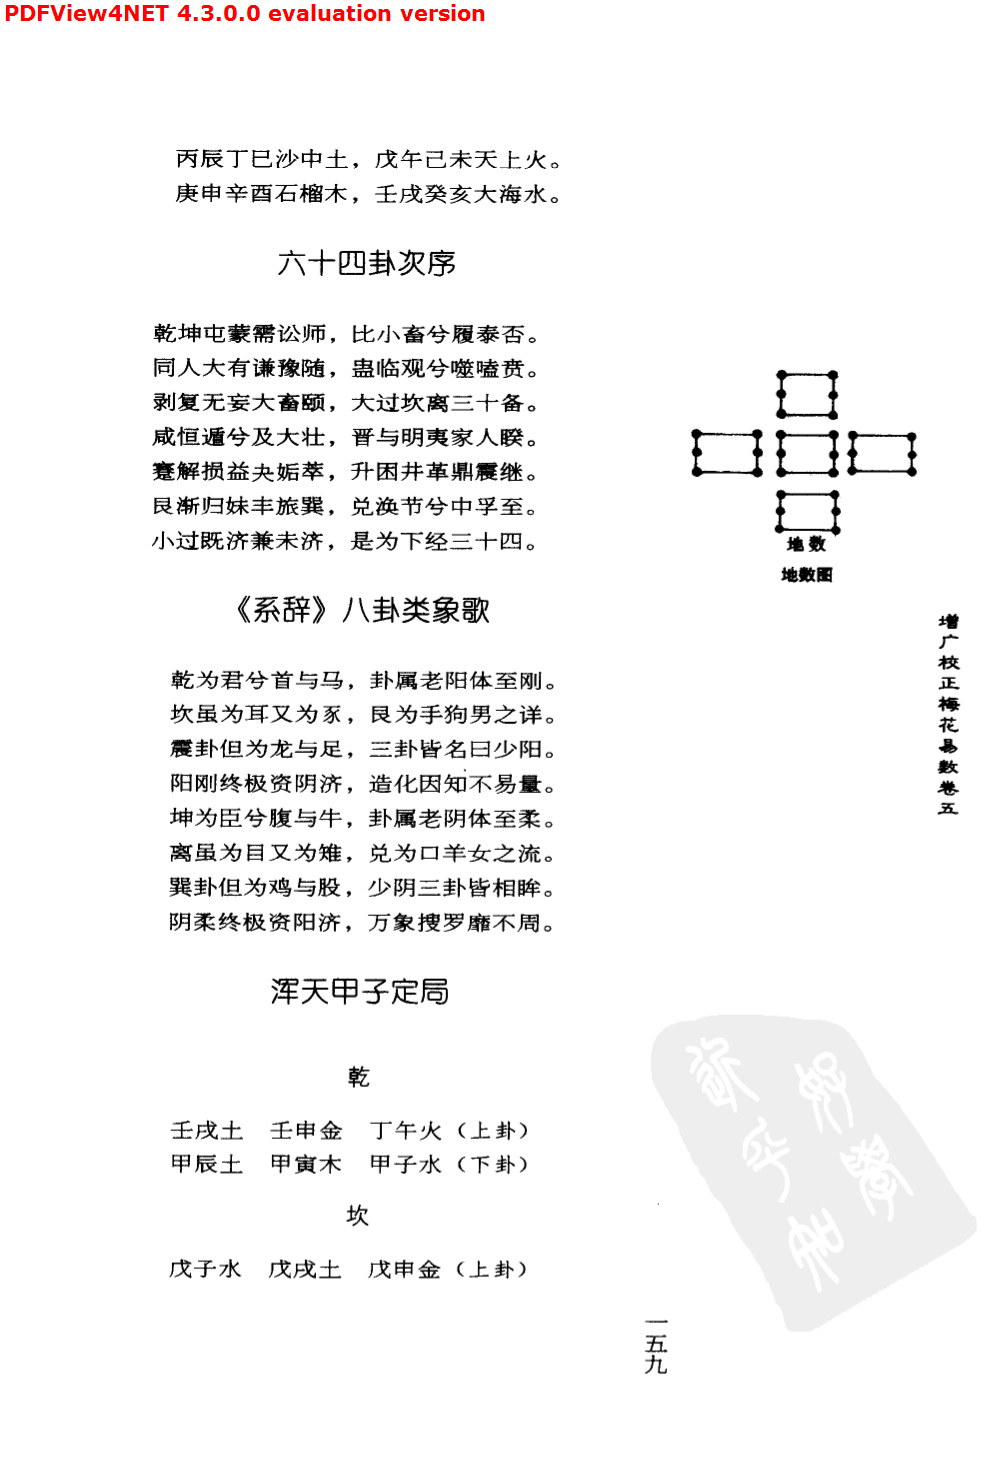 PDFView4NET 4.3.0.0 evaluation version
丙辰丁巳沙中土，戊午己未天上火。
庚申辛酉石榴木，壬戌癸亥大海水。
六十四卦次序
乾坤屯蒙需讼师，比小畜兮履泰否。
同人大有谦豫随，蛊临观兮噬嗑贲。
剥复无妄大畜颐，大过坎离三十备。
咸恒遁兮及大壮，晋与明夷家人睽。
蹇解损益夬姤萃，升困井革鼎震继。
艮渐归妹丰旅巽，兑涣节兮中孚至。
小过既济兼未济，是为下经三十四。
《系辞》八卦类象歌
乾为君兮首与马，卦属老阳体至刚。
坎虽为耳又为豕，艮为手狗男之详。
震卦但为龙与足，三卦皆名曰少阳。
阳刚终极资阴济，造化因知不易量。
坤为臣兮腹与牛，卦属老阴体至柔。
离虽为目又为雉，兑为口羊女之流。
巽卦但为鸡与股，少阴三卦皆相眸。
阴柔终极资阳济，万象搜罗靡不周。
浑天甲子定局
乾
壬戌土 壬申金 丁午火（上卦）
甲辰土 甲寅木 甲子水（下卦）
坎
戊子水 戊戌土 戊申金（上卦）
地数
地数图
增广校正梅花易数卷五
一五九